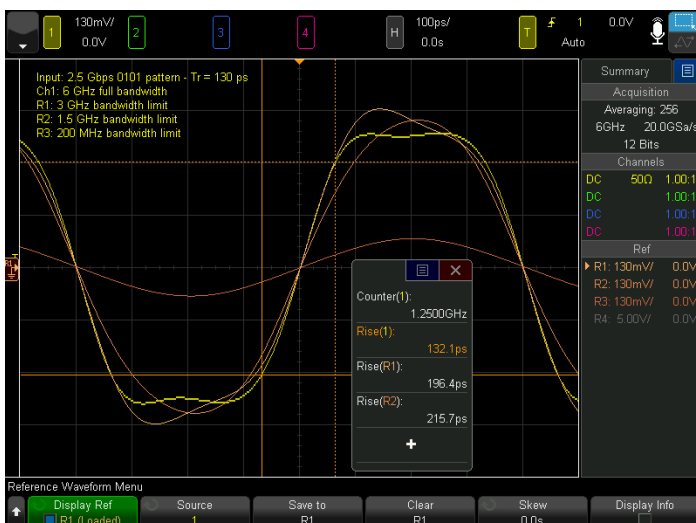 1 130mV/ 0.0V 2 3 4 H 100ps/ 0.0s T 1 0.0V Auto
Input: 2.5 Gbps 0101 pattern - Tr = 130 ps
Ch1: 6 GHz full bandwidth
R1: 3 GHz bandwidth limit
R2: 1.5 GHz bandwidth limit
R3: 200 MHz bandwidth limit
R1
Counter(1):
1.2500GHz
Rise(1):
132.1ps
Rise(R1):
196.4ps
Rise(R2):
215.7ps
Summary
Acquisition
Averaging: 256
6GHz 20.0GSa/s
12 Bits
Channels
DC 50Ω 1.00:1
DC 1.00:1
DC 1.00:1
DC 1.00:1
Ref
R1: 130mV/ 0.0V
R2: 130mV/ 0.0V
R3: 130mV/ 0.0V
R4: 5.00V/ 0.0V
Reference Waveform Menu
Display Ref Source Save to Clear Skew Display Info
R1 (Loaded) 1 R1 R1 0.0s